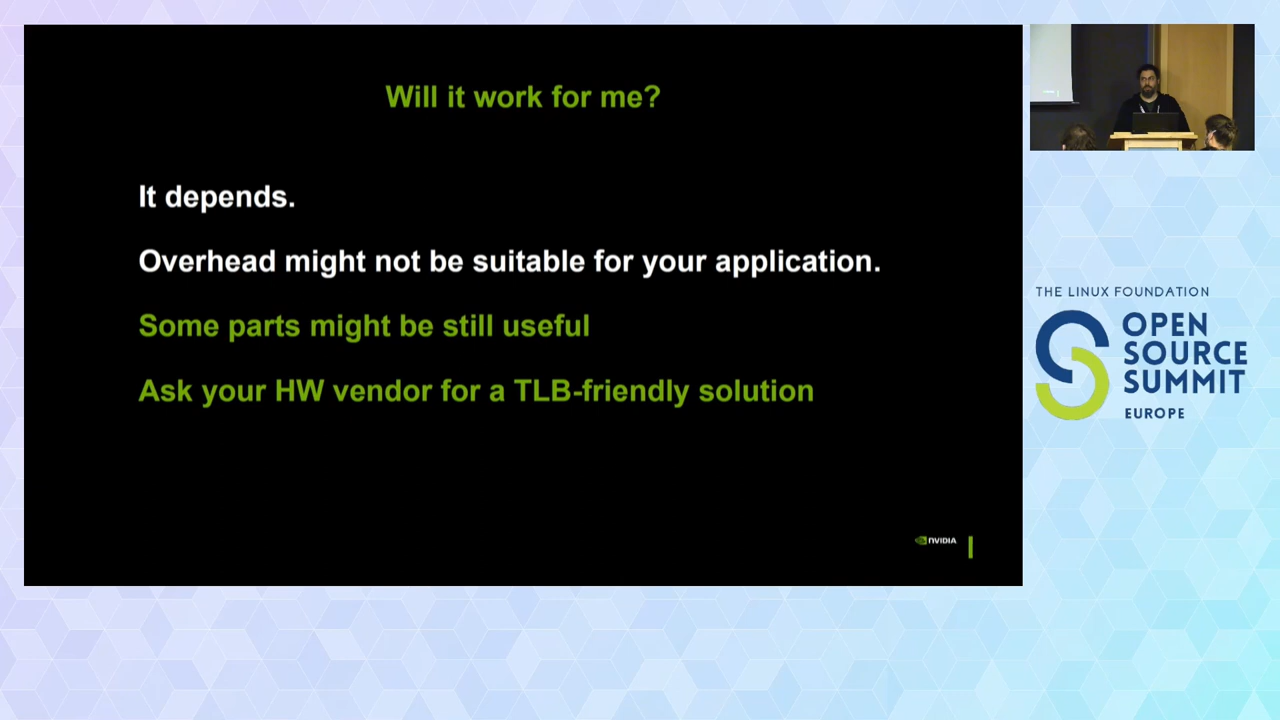 Will it work for me?
It depends.
Overhead might not be suitable for your application.
Some parts might be still useful
Ask your HW vendor for a TLB-friendly solution
NVIDIA
THE LINUX FOUNDATION
OPEN
SOURCE
SUMMIT
EUROPE